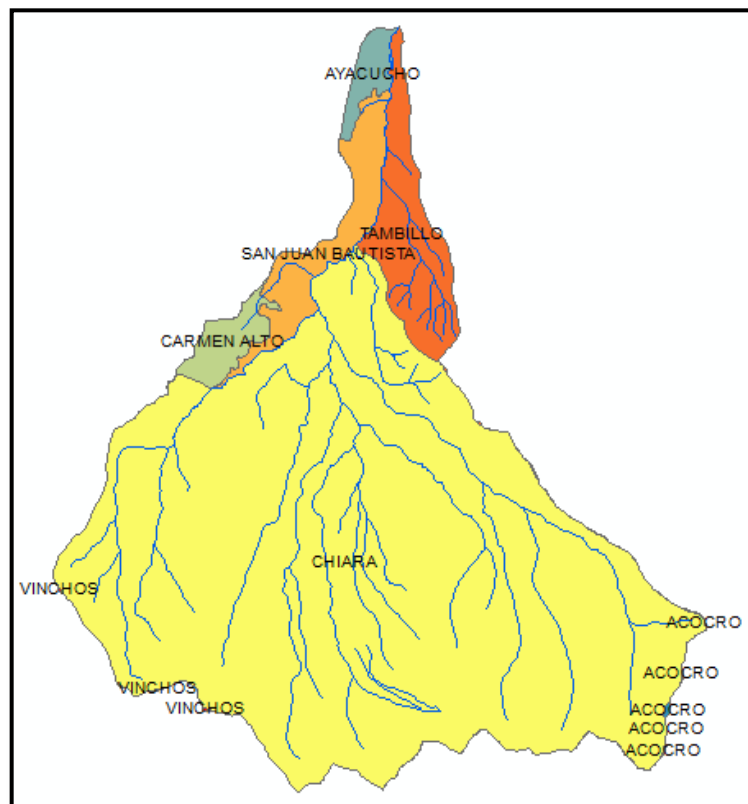 AYACUCHO
TAMBILLO
SAN JUAN BAUTISTA
CARMEN ALTO
CHIARA
VINCHOS
ACOCRO
ACOCRO
VINCHOS
VINCHOS
ACOCRO
ACOCRO
ACOCRO